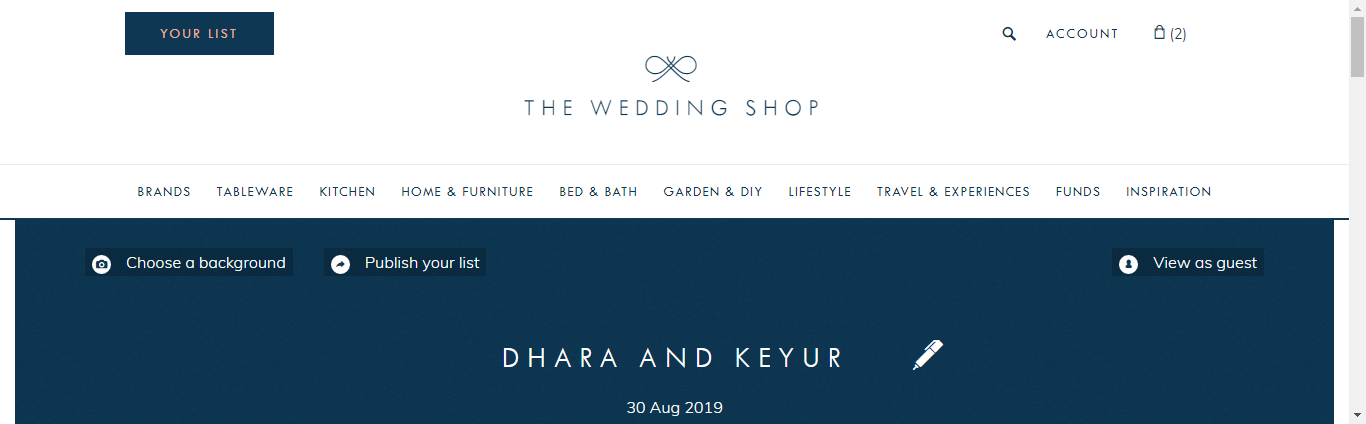 YOUR LIST
ACCOUNT
(2)
THE WEDDING SHOP
BRANDS TABLEWARE KITCHEN HOME & FURNITURE BED & BATH GARDEN & DIY LIFESTYLE TRAVEL & EXPERIENCES FUNDS INSPIRATION
Choose a background
Publish your list
View as guest
DHARA AND KEYUR
30 Aug 2019